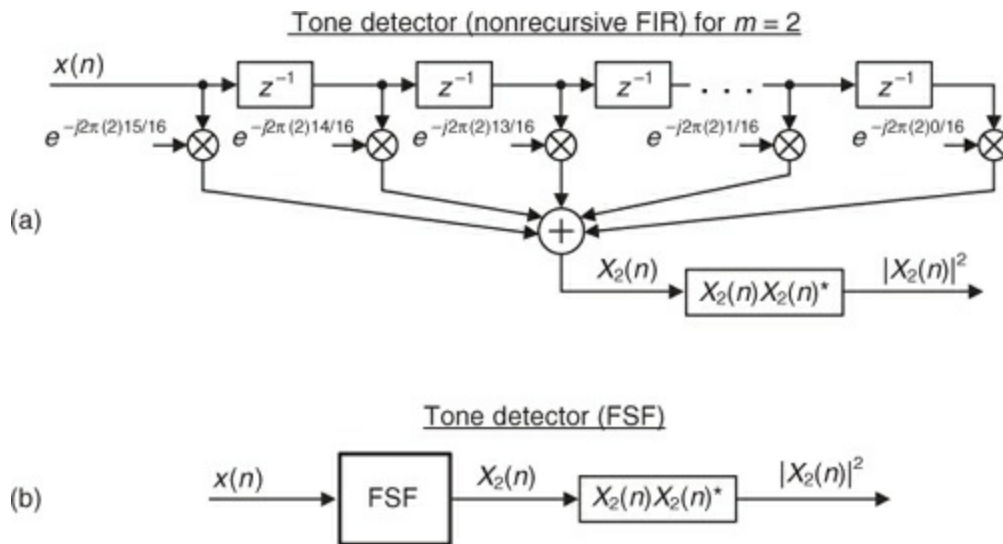 Tone detector (nonrecursive FIR) for m = 2
x(n)
z⁻¹ z⁻¹ z⁻¹ . . . z⁻¹
e^{-j2π(2)15/16} e^{-j2π(2)14/16} e^{-j2π(2)13/16} e^{-j2π(2)1/16} e^{-j2π(2)0/16}
(a)
+
X₂(n) X₂(n)X₂(n)* |X₂(n)|²
Tone detector (FSF)
(b) x(n) FSF X₂(n) X₂(n)X₂(n)* |X₂(n)|²